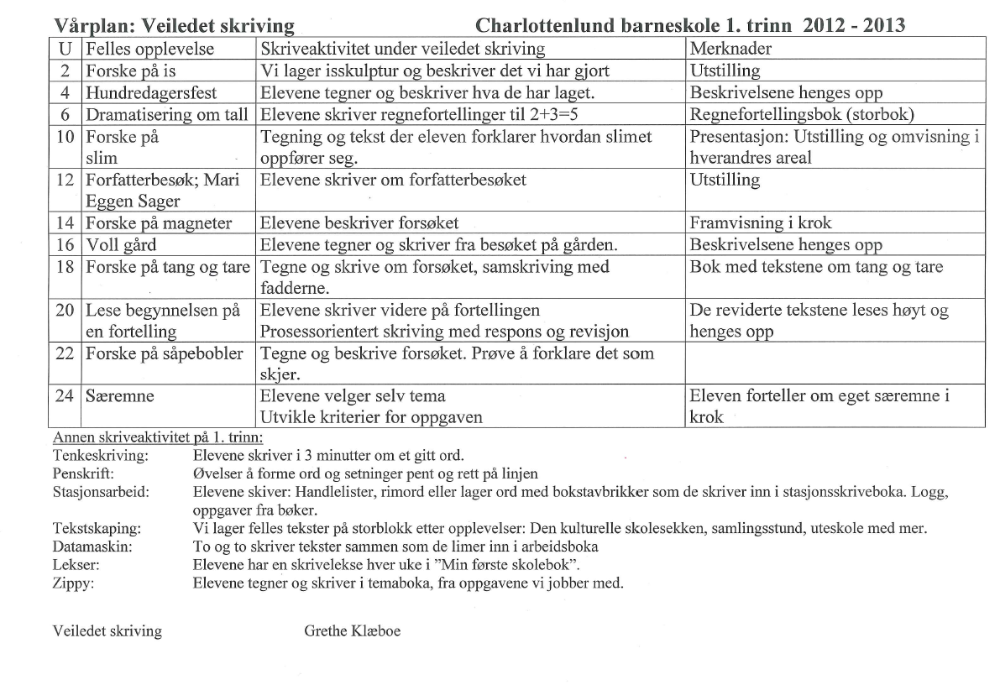 Vårplan: Veiledet skriving Charlottenlund barneskole 1. trinn 2012 - 2013
U Felles opplevelse Skriveaktivitet under veiledet skriving Merknader
2 Forske på is Vi lager isskulptur og beskriver det vi har gjort Utstilling
4 Hundredagersfest Elevene tegner og beskriver hva de har laget. Beskrivelsene henges opp
6 Dramatisering om tall Elevene skriver regnefortellinger til 2+3=5 Regnefortellingsbok (storbok)
10 Forske på Tegning og tekst der eleven forklarer hvordan slimet Presentasjon: Utstilling og omvisning i
slim oppfører seg. hverandres areal
12 Forfatterbesøk; Mari Elevene skriver om forfatterbesøket Utstilling
Eggen Sager
14 Forske på magneter Elevene beskriver forsøket Framvisning i krok
16 Voll gård Elevene tegner og skriver fra besøket på gården. Beskrivelsene henges opp
18 Forske på tang og tare Tegne og skrive om forsøket, samskriving med Bok med tekstene om tang og tare
fadderne.
20 Lese begynnelsen på Elevene skriver videre på fortellingen De reviderte tekstene leses høyt og
en fortelling Prosessorientert skriving med respons og revisjon henges opp
22 Forske på såpebobler Tegne og beskrive forsøket. Prøve å forklare det som
skjer.
24 Særemne Elevene velger selv tema Eleven forteller om eget særemne i
Utvikle kriterier for oppgaven krok
Annen skriveaktivitet på 1. trinn:
Tenkeskriving: Elevene skriver i 3 minutter om et gitt ord.
Penskrift: Øvelser å forme ord og setninger pent og rett på linjen
Stasjonsarbeid: Elevene skiver: Handlelister, rimord eller lager ord med bokstavbrikker som de skriver inn i stasjonsskriveboka. Logg,
oppgaver fra bøker.
Tekstskaping: Vi lager felles tekster på storblokk etter opplevelser: Den kulturelle skolesekken, samlingsstund, uteskole med mer.
Datamaskin: To og to skriver tekster sammen som de limer inn i arbeidsboka
Lekser: Elevene har en skrivelekse hver uke i ”Min første skolebok”.
Zippy: Elevene tegner og skriver i temaboka, fra oppgavene vi jobber med.
Veiledet skriving Grethe Klæboe